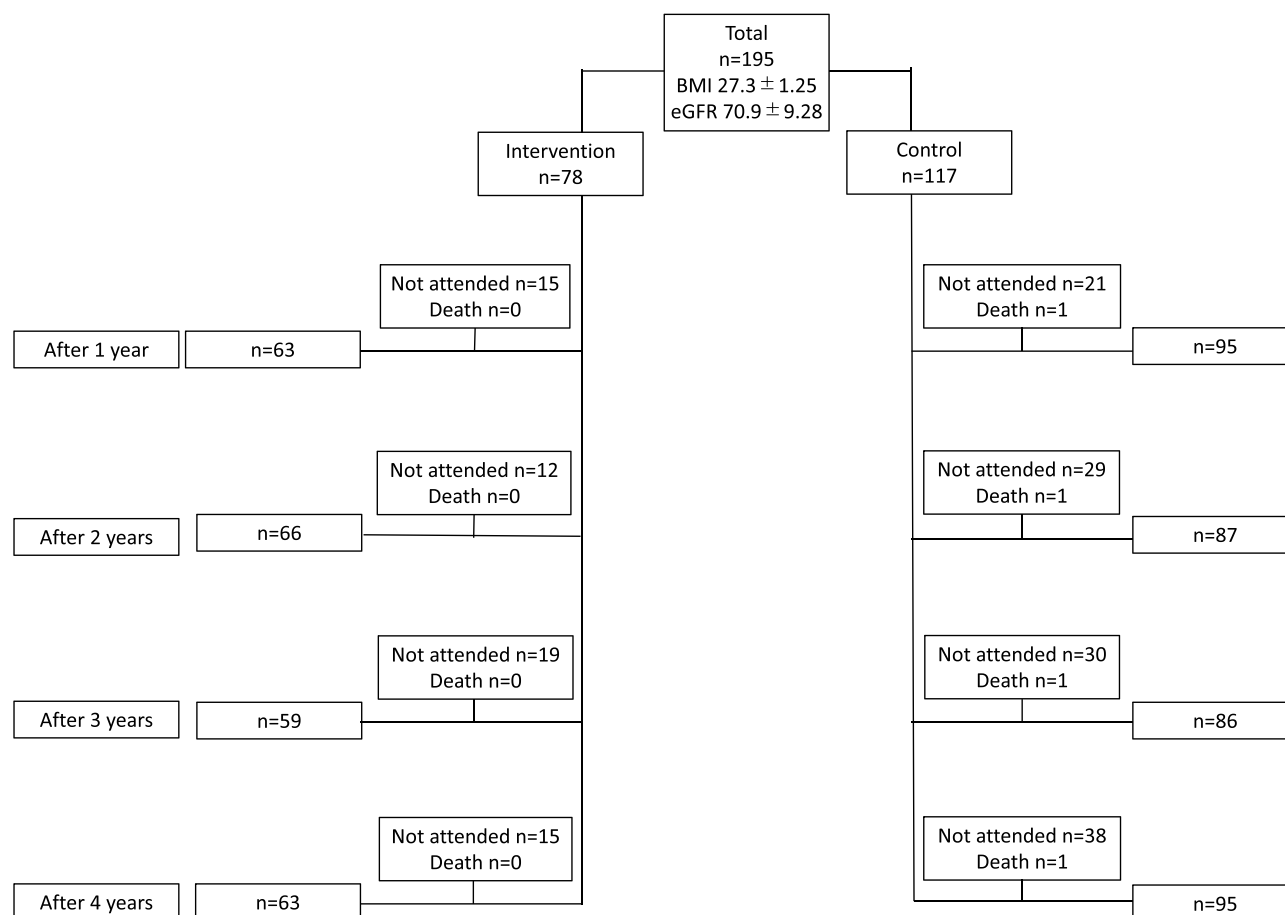 Total
n=195
BMI 27.3 ± 1.25
eGFR 70.9 ± 9.28
Intervention
n=78
Control
n=117
Not attended n=15
Death n=0
Not attended n=21
Death n=1
After 1 year
n=63
n=95
Not attended n=12
Death n=0
Not attended n=29
Death n=1
After 2 years
n=66
n=87
Not attended n=19
Death n=0
Not attended n=30
Death n=1
After 3 years
n=59
n=86
Not attended n=15
Death n=0
Not attended n=38
Death n=1
After 4 years
n=63
n=95